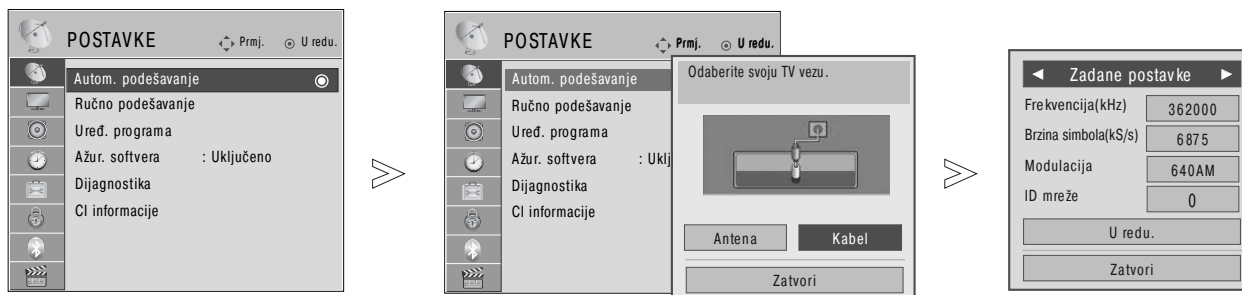 POSTAVKE
Prmj.
U redu.
Autom. podešavanje
Ručno podešavanje
Uređ. programa
Ažur. softvera : Uključeno
Dijagnostika
CI informacije
POSTAVKE
Prmj.
U redu.
Autom. podešavanje
Ručno podešavanje
Uređ. programa
Ažur. softvera : Uklj
Dijagnostika
CI informacije
Odaberite svoju TV vezu.
Antena
Kabel
Zatvori
Zadane postavke
Frekvencija(kHz) 362000
Brzina simbola(kS/s) 6875
Modulacija 640AM
ID mreže 0
U redu.
Zatvori